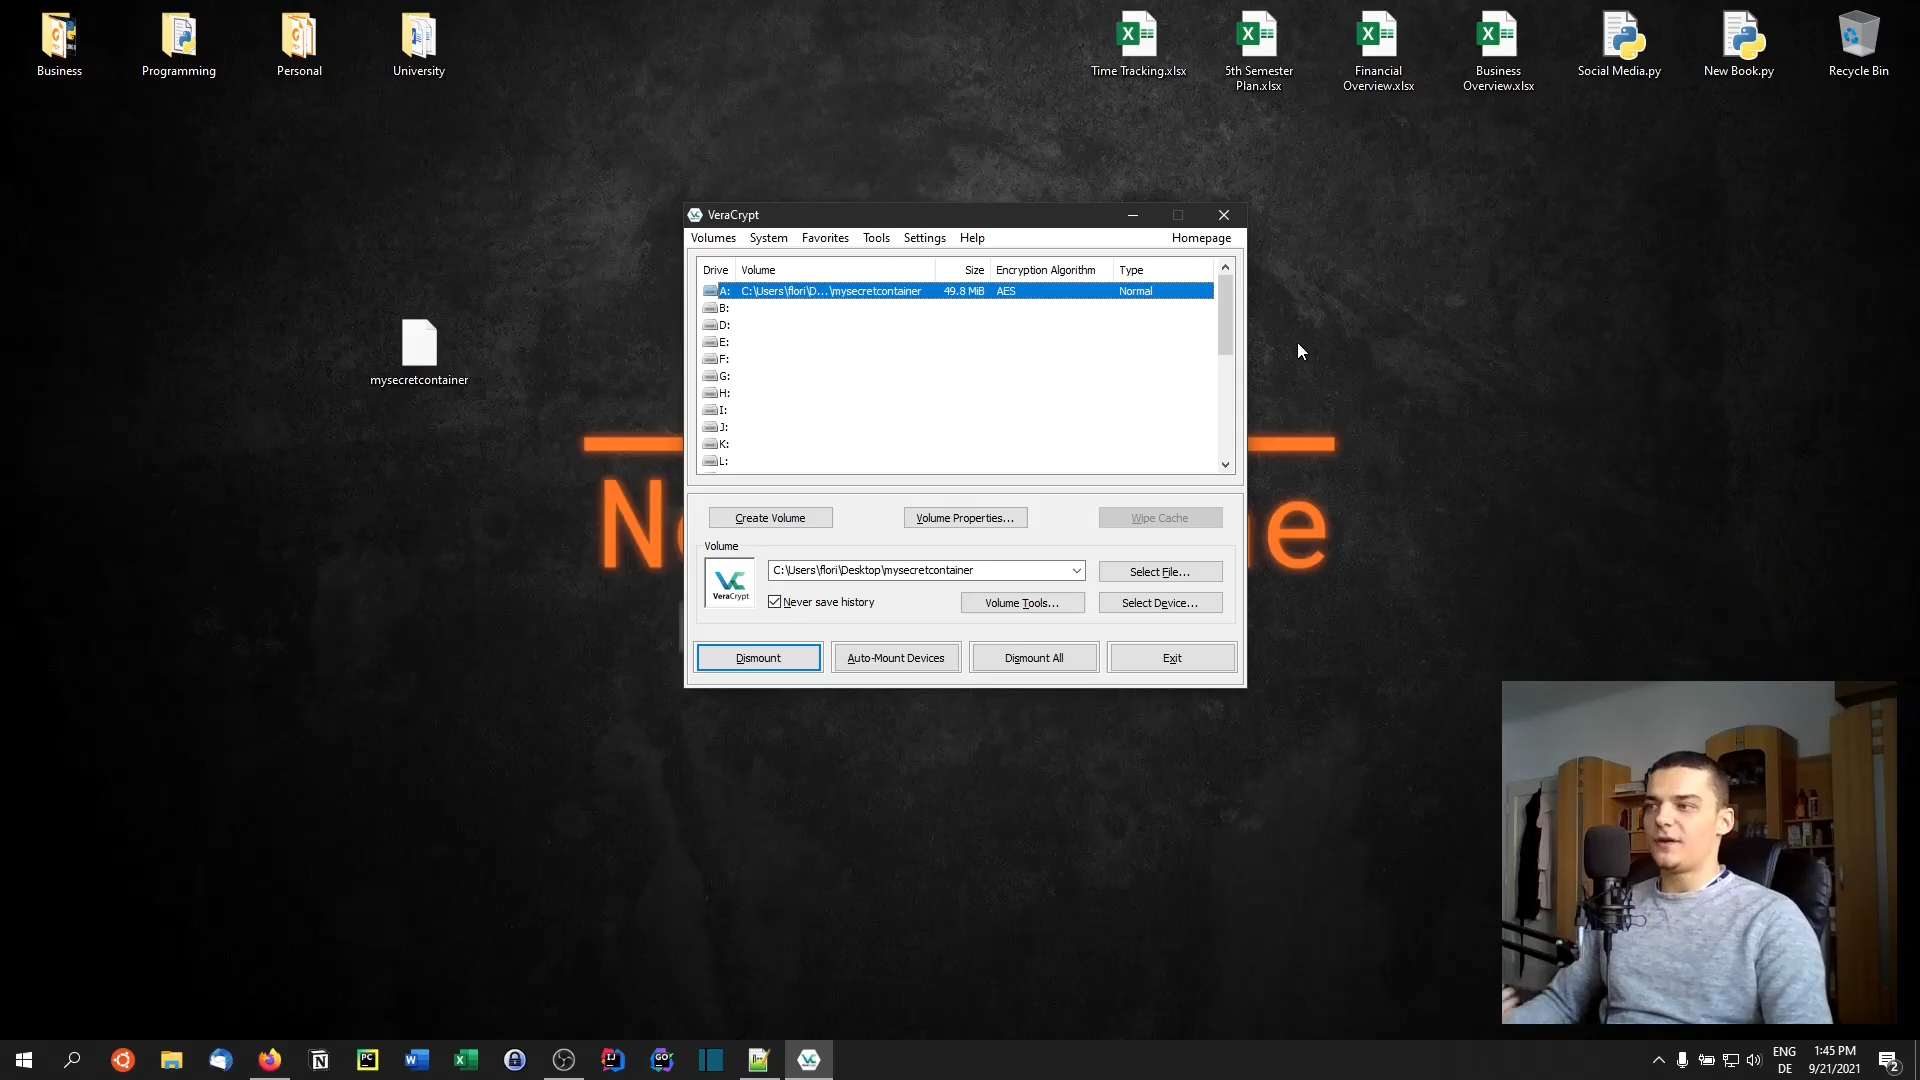 Business
Programming
Personal
University
Time Tracking.xlsx
5th Semester
Plan.xlsx
Financial
Overview.xlsx
Business
Overview.xlsx
Social Media.py
New Book.py
Recycle Bin
mysecretcontainer
VeraCrypt
Volumes System Favorites Tools Settings Help Homepage
Drive Volume Size Encryption Algorithm Type
A: C:\Users\flori\D...\mysecretcontainer 49.8 MiB AES Normal
B:
D:
E:
F:
G:
H:
I:
J:
K:
L:
Create Volume Volume Properties... Wipe Cache
Volume
VeraCrypt
C:\Users\flori\Desktop\mysecretcontainer
Select File...
Never save history
Volume Tools...
Select Device...
Dismount Auto-Mount Devices Dismount All Exit
ENG
DE
1:45 PM
9/21/2021
2